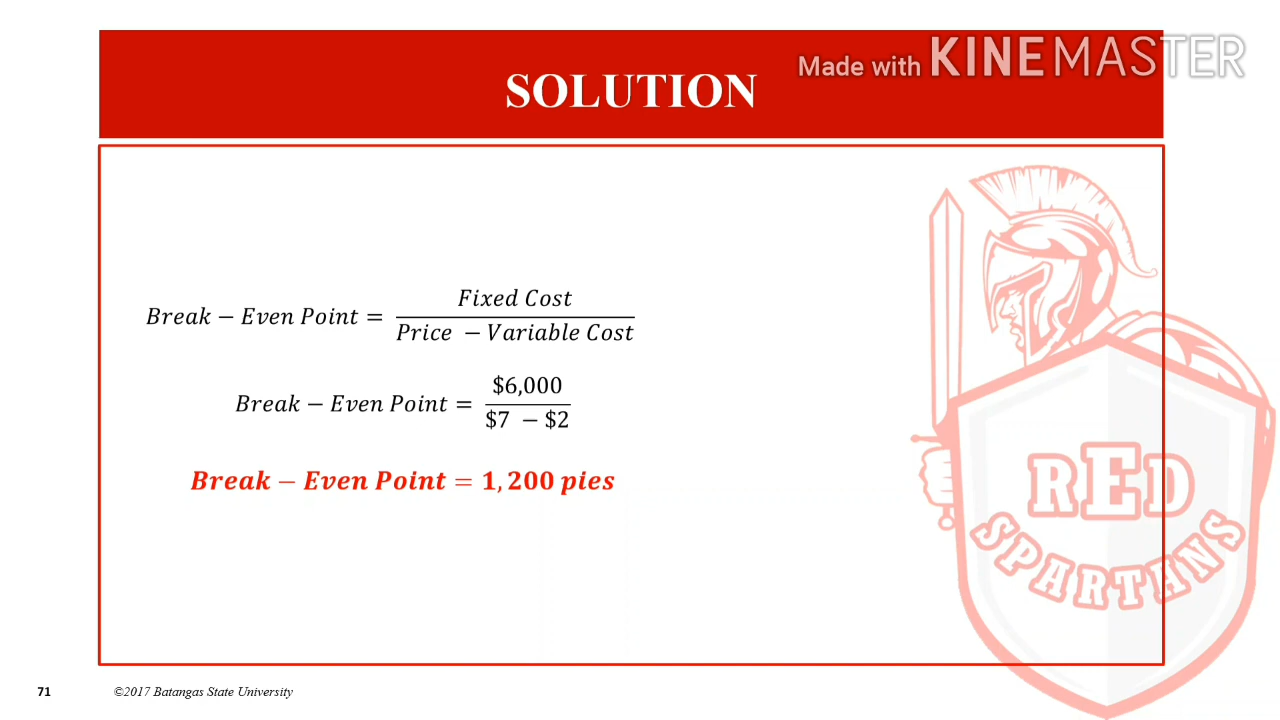 Made with KINEMASTER
SOLUTION
Break − Even Point = Fixed Cost / Price − Variable Cost
Break − Even Point = $6,000 / $7 − $2
Break − Even Point = 1,200 pies
RED
SPARTANS
71 ©2017 Batangas State University